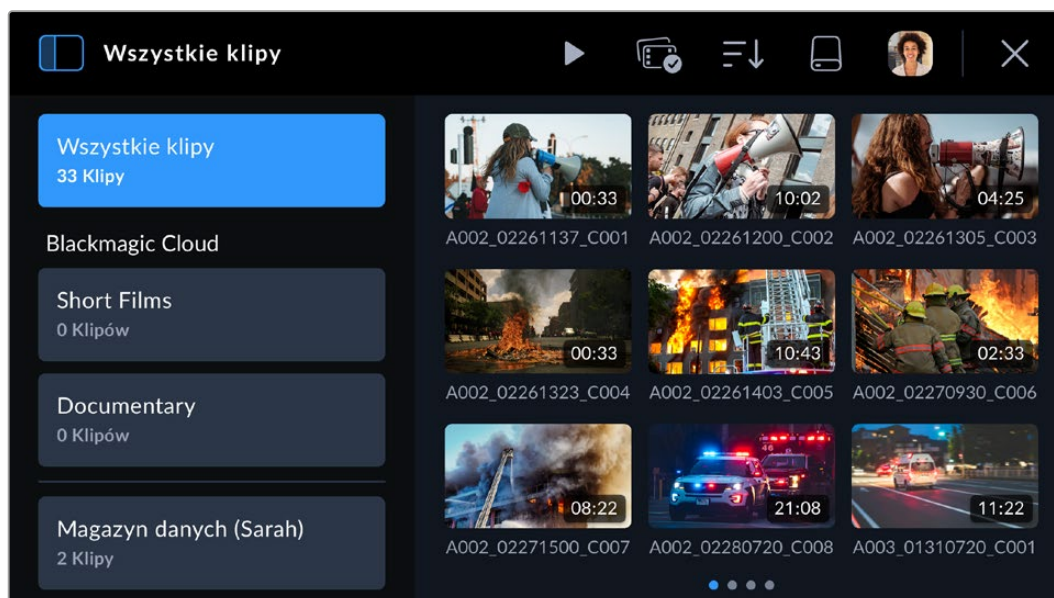 Wszystkie klipy
Wszystkie klipy
33 Klipy
Blackmagic Cloud
Short Films
0 Klipów
Documentary
0 Klipów
Magazyn danych (Sarah)
2 Klipy
00:33 10:02 04:25
A002_02261137_C001 A002_02261200_C002 A002_02261305_C003
00:33 10:43 02:33
A002_02261323_C004 A002_02261403_C005 A002_02270930_C006
08:22 21:08 11:22
A002_02271500_C007 A002_02280720_C008 A003_01310720_C001